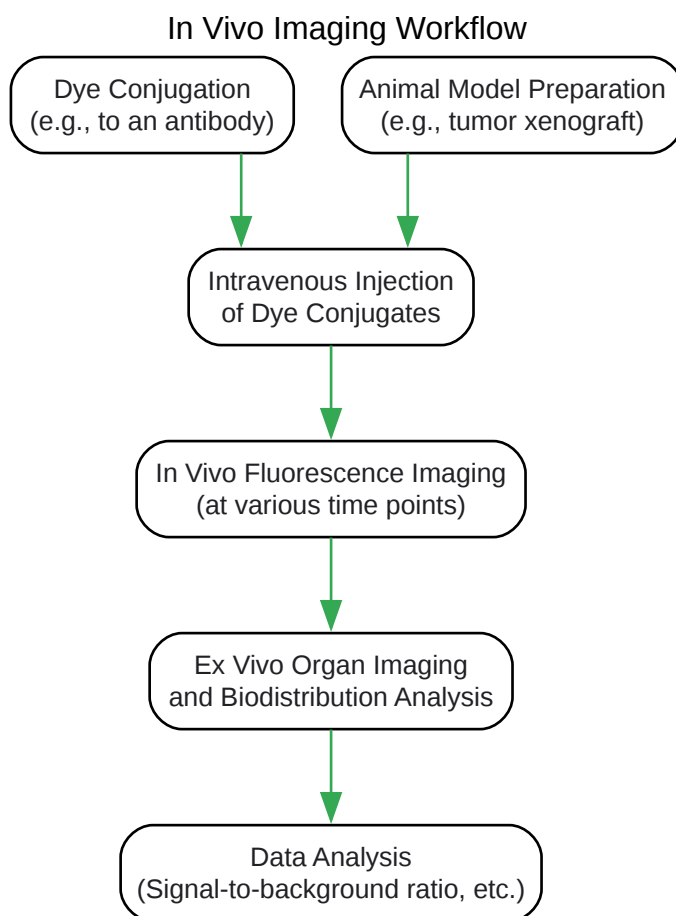 In Vivo Imaging Workflow
Dye Conjugation
(e.g., to an antibody)
Animal Model Preparation
(e.g., tumor xenograft)
Intravenous Injection
of Dye Conjugates
In Vivo Fluorescence Imaging
(at various time points)
Ex Vivo Organ Imaging
and Biodistribution Analysis
Data Analysis
(Signal-to-background ratio, etc.)